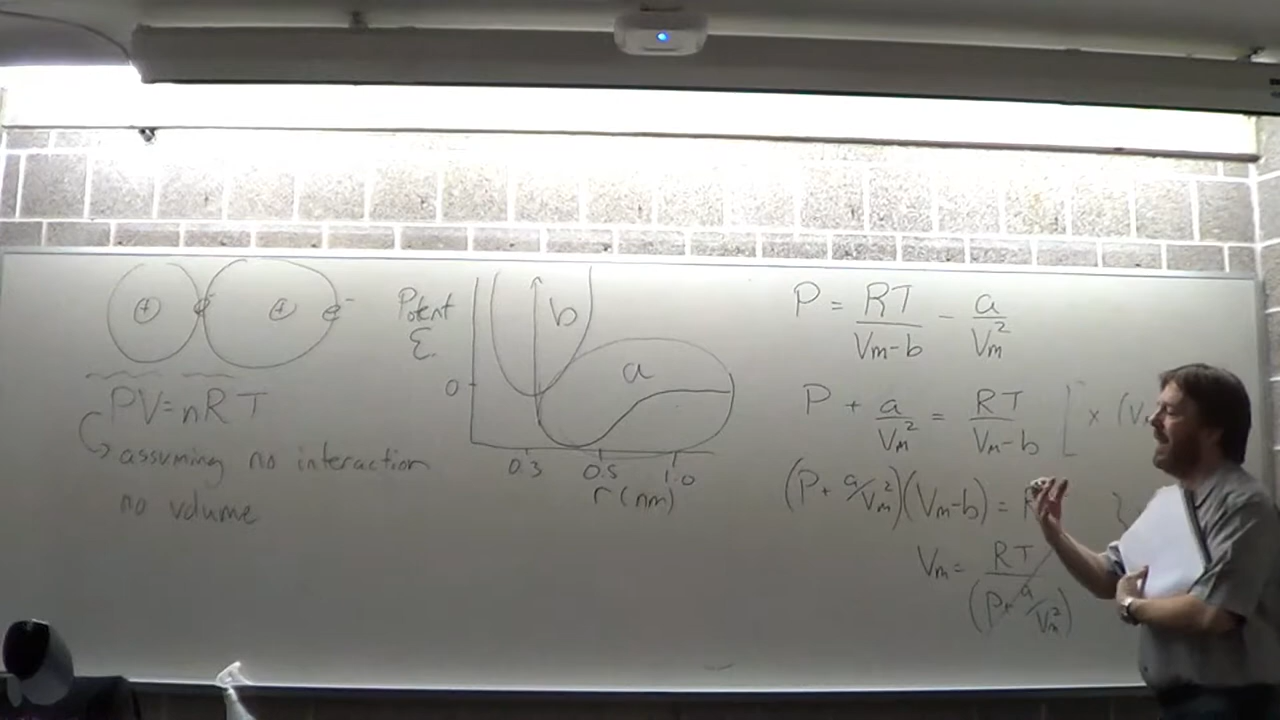 + e- + e-
PV=nRT
assuming no interaction
no volume
Potent
ε
0
b
a
0.3 0.5 1.0
r (nm)
P = RT/(Vm-b) - a/Vm²
P + a/Vm² = RT/(Vm-b) [ × (Vm
(P + a/Vm²)(Vm-b) = R
Vm = RT/(P+ a/Vm²)